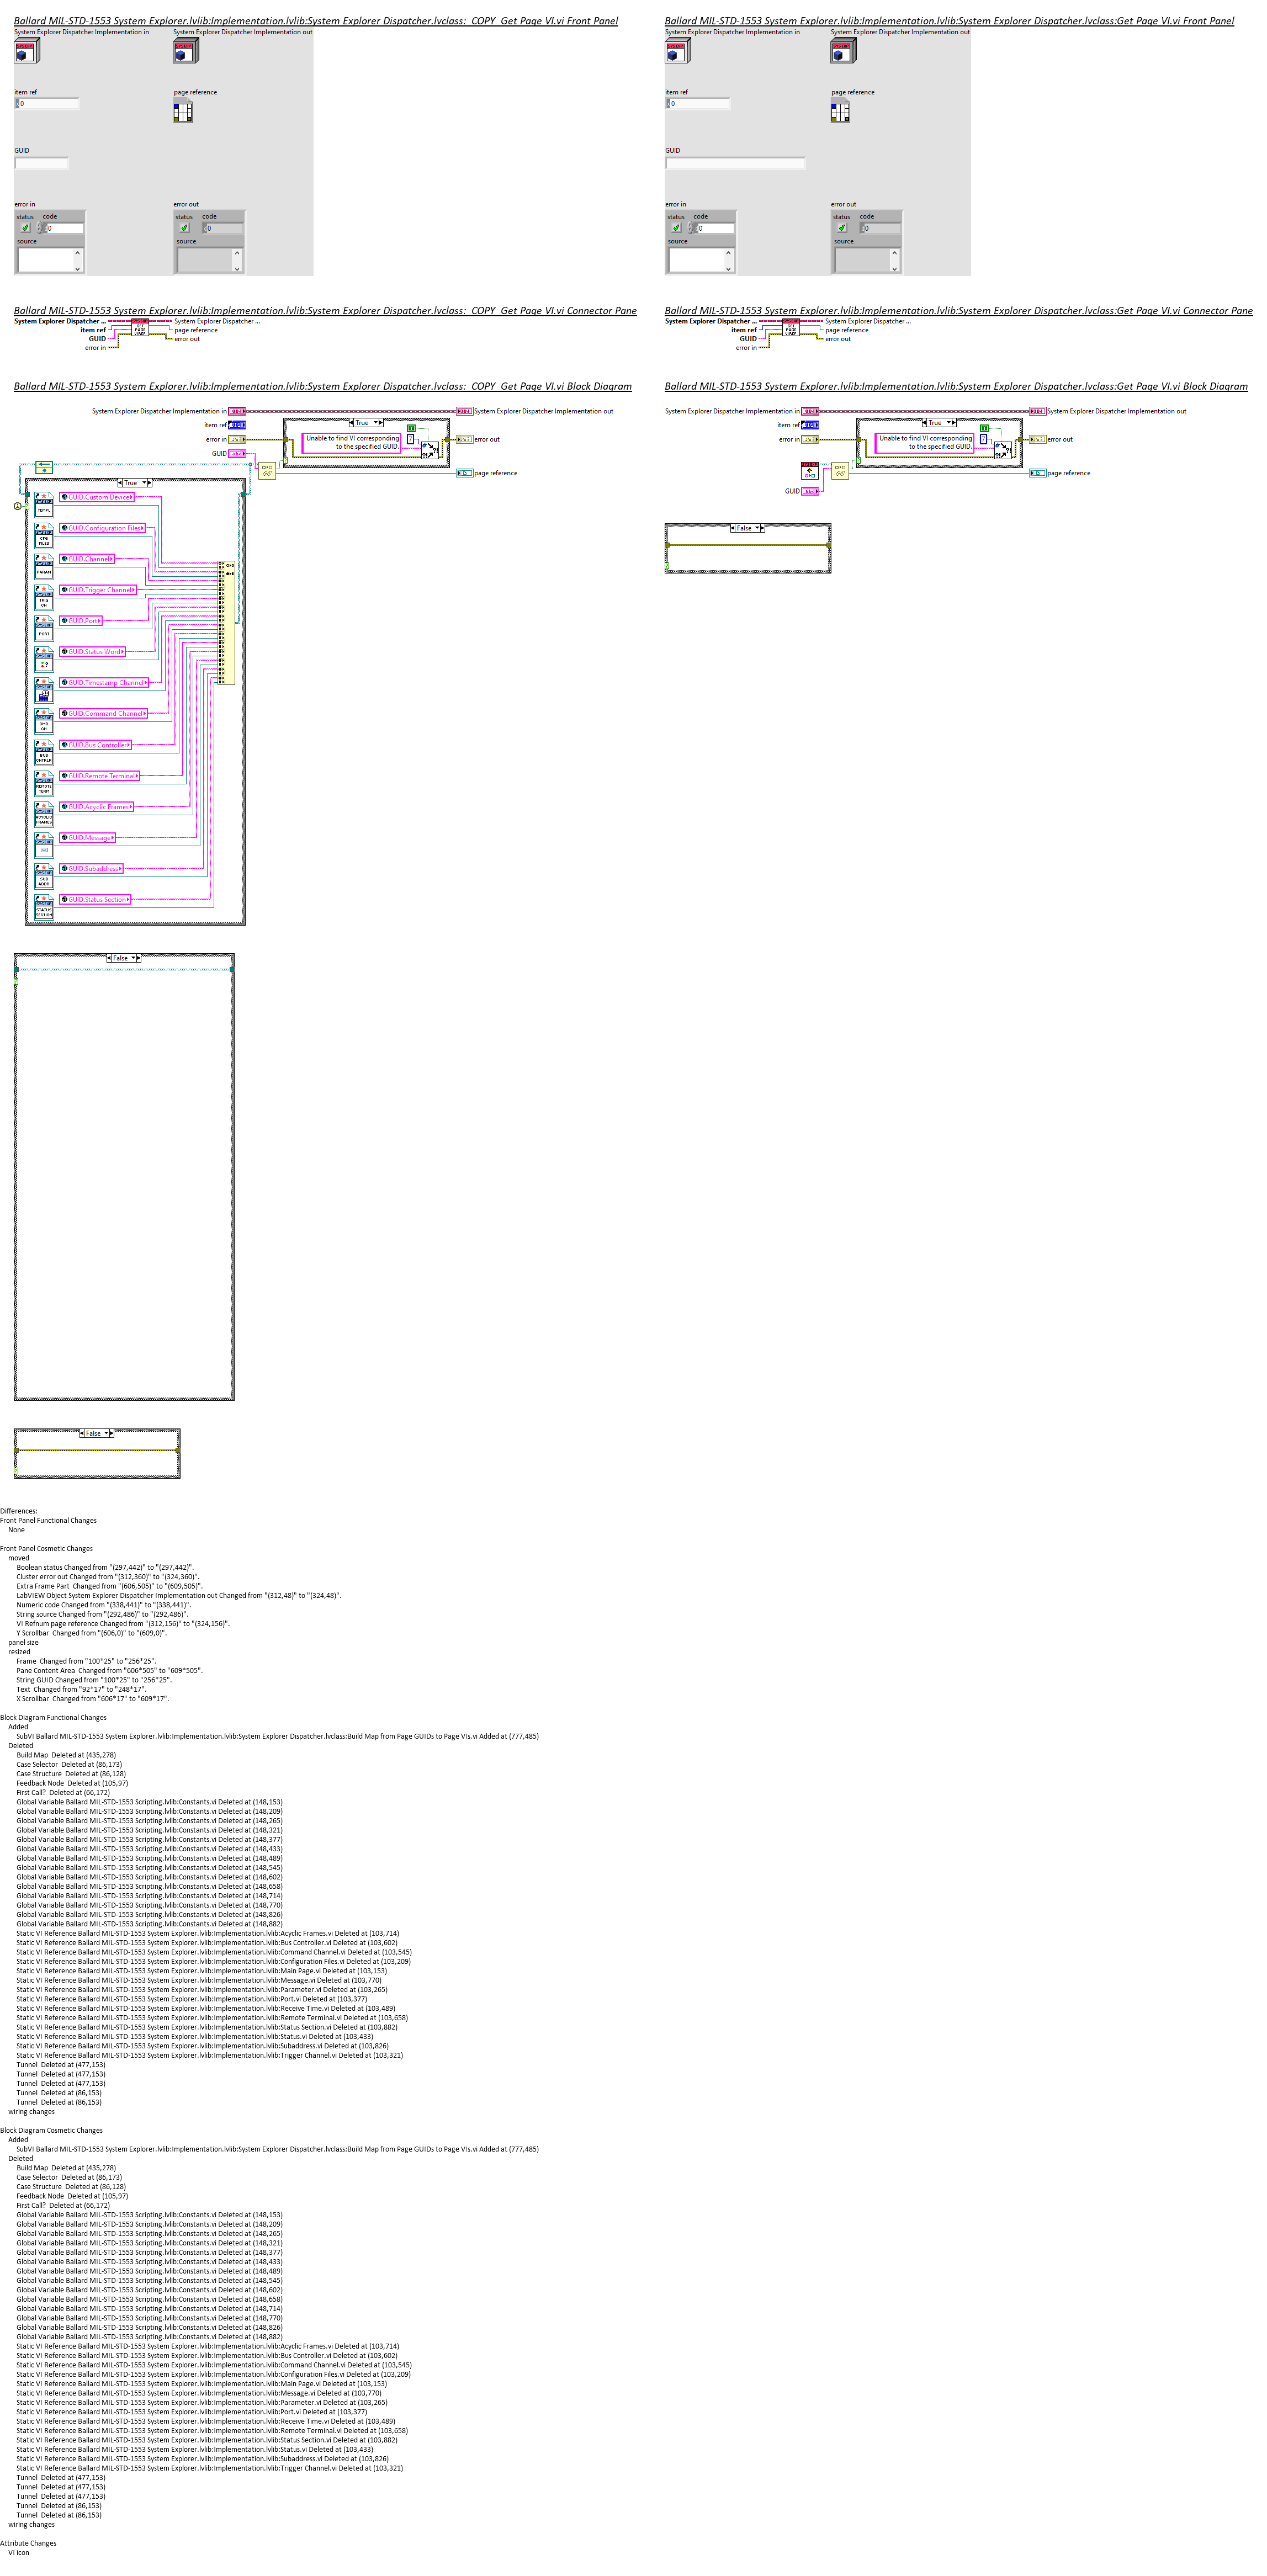 Ballard MIL-STD-1553 System Explorer.lvlib:Implementation.lvlib:System Explorer Dispatcher.lvclass:_COPY_Get Page VI.vi Front Panel
System Explorer Dispatcher Implementation in
System Explorer Dispatcher Implementation out
item ref
page reference
0
GUID
error in
error out
status
code
status
code
0
0
source
source
Ballard MIL-STD-1553 System Explorer.lvlib:Implementation.lvlib:System Explorer Dispatcher.lvclass:Get Page VI.vi Front Panel
System Explorer Dispatcher Implementation in
System Explorer Dispatcher Implementation out
item ref
page reference
0
GUID
error in
error out
status
code
status
code
0
0
source
source
Ballard MIL-STD-1553 System Explorer.lvlib:Implementation.lvlib:System Explorer Dispatcher.lvclass:_COPY_Get Page VI.vi Connector Pane
System Explorer Dispatcher ...
System Explorer Dispatcher ...
item ref
page reference
GUID
error out
error in
Ballard MIL-STD-1553 System Explorer.lvlib:Implementation.lvlib:System Explorer Dispatcher.lvclass:Get Page VI.vi Connector Pane
System Explorer Dispatcher ...
System Explorer Dispatcher ...
item ref
page reference
GUID
error out
error in
Ballard MIL-STD-1553 System Explorer.lvlib:Implementation.lvlib:System Explorer Dispatcher.lvclass:_COPY_Get Page VI.vi Block Diagram
System Explorer Dispatcher Implementation in
System Explorer Dispatcher Implementation out
item ref
True
error in
Unable to find VI corresponding
to the specified GUID.
error out
GUID
page reference
True
GUID.Custom Device
TEMPL
GUID.Configuration Files
CFG
FILES
GUID.Channel
PARAM
GUID.Trigger Channel
TRIG
CH
GUID.Port
PORT
GUID.Status Word
GUID.Timestamp Channel
GUID.Command Channel
CMD
CH
GUID.Bus Controller
BUS
CNTRLR
GUID.Remote Terminal
REMOTE
TERM
GUID.Acyclic Frames
ACYCLIC
FRAMES
GUID.Message
GUID.Subaddress
SUB
ADDR
GUID.Status Section
STATUS
SECTION
False
False
Ballard MIL-STD-1553 System Explorer.lvlib:Implementation.lvlib:System Explorer Dispatcher.lvclass:Get Page VI.vi Block Diagram
System Explorer Dispatcher Implementation in
System Explorer Dispatcher Implementation out
item ref
True
error in
Unable to find VI corresponding
to the specified GUID.
error out
page reference
GUID
False
Differences:
Front Panel Functional Changes
None
Front Panel Cosmetic Changes
moved
Boolean status Changed from "(297,442)" to "(297,442)".
Cluster error out Changed from "(312,360)" to "(324,360)".
Extra Frame Part  Changed from "(606,505)" to "(609,505)".
LabVIEW Object System Explorer Dispatcher Implementation out Changed from "(312,48)" to "(324,48)".
Numeric code Changed from "(338,441)" to "(338,441)".
String source Changed from "(292,486)" to "(292,486)".
VI Refnum page reference Changed from "(312,156)" to "(324,156)".
Y Scrollbar  Changed from "(606,0)" to "(609,0)".
panel size
resized
Frame  Changed from "100*25" to "256*25".
Pane Content Area  Changed from "606*505" to "609*505".
String GUID Changed from "100*25" to "256*25".
Text  Changed from "92*17" to "248*17".
X Scrollbar  Changed from "606*17" to "609*17".
Block Diagram Functional Changes
Added
SubVI Ballard MIL-STD-1553 System Explorer.lvlib:Implementation.lvlib:System Explorer Dispatcher.lvclass:Build Map from Page GUIDs to Page VIs.vi Added at (777,485)
Deleted
Build Map  Deleted at (435,278)
Case Selector  Deleted at (86,173)
Case Structure  Deleted at (86,128)
Feedback Node  Deleted at (105,97)
First Call?  Deleted at (66,172)
Global Variable Ballard MIL-STD-1553 Scripting.lvlib:Constants.vi Deleted at (148,153)
Global Variable Ballard MIL-STD-1553 Scripting.lvlib:Constants.vi Deleted at (148,209)
Global Variable Ballard MIL-STD-1553 Scripting.lvlib:Constants.vi Deleted at (148,265)
Global Variable Ballard MIL-STD-1553 Scripting.lvlib:Constants.vi Deleted at (148,321)
Global Variable Ballard MIL-STD-1553 Scripting.lvlib:Constants.vi Deleted at (148,377)
Global Variable Ballard MIL-STD-1553 Scripting.lvlib:Constants.vi Deleted at (148,433)
Global Variable Ballard MIL-STD-1553 Scripting.lvlib:Constants.vi Deleted at (148,489)
Global Variable Ballard MIL-STD-1553 Scripting.lvlib:Constants.vi Deleted at (148,545)
Global Variable Ballard MIL-STD-1553 Scripting.lvlib:Constants.vi Deleted at (148,602)
Global Variable Ballard MIL-STD-1553 Scripting.lvlib:Constants.vi Deleted at (148,658)
Global Variable Ballard MIL-STD-1553 Scripting.lvlib:Constants.vi Deleted at (148,714)
Global Variable Ballard MIL-STD-1553 Scripting.lvlib:Constants.vi Deleted at (148,770)
Global Variable Ballard MIL-STD-1553 Scripting.lvlib:Constants.vi Deleted at (148,826)
Global Variable Ballard MIL-STD-1553 Scripting.lvlib:Constants.vi Deleted at (148,882)
Static VI Reference Ballard MIL-STD-1553 System Explorer.lvlib:Implementation.lvlib:Acyclic Frames.vi Deleted at (103,714)
Static VI Reference Ballard MIL-STD-1553 System Explorer.lvlib:Implementation.lvlib:Bus Controller.vi Deleted at (103,602)
Static VI Reference Ballard MIL-STD-1553 System Explorer.lvlib:Implementation.lvlib:Command Channel.vi Deleted at (103,545)
Static VI Reference Ballard MIL-STD-1553 System Explorer.lvlib:Implementation.lvlib:Configuration Files.vi Deleted at (103,209)
Static VI Reference Ballard MIL-STD-1553 System Explorer.lvlib:Implementation.lvlib:Main Page.vi Deleted at (103,153)
Static VI Reference Ballard MIL-STD-1553 System Explorer.lvlib:Implementation.lvlib:Message.vi Deleted at (103,770)
Static VI Reference Ballard MIL-STD-1553 System Explorer.lvlib:Implementation.lvlib:Parameter.vi Deleted at (103,265)
Static VI Reference Ballard MIL-STD-1553 System Explorer.lvlib:Implementation.lvlib:Port.vi Deleted at (103,377)
Static VI Reference Ballard MIL-STD-1553 System Explorer.lvlib:Implementation.lvlib:Receive Time.vi Deleted at (103,489)
Static VI Reference Ballard MIL-STD-1553 System Explorer.lvlib:Implementation.lvlib:Remote Terminal.vi Deleted at (103,658)
Static VI Reference Ballard MIL-STD-1553 System Explorer.lvlib:Implementation.lvlib:Status Section.vi Deleted at (103,882)
Static VI Reference Ballard MIL-STD-1553 System Explorer.lvlib:Implementation.lvlib:Status.vi Deleted at (103,433)
Static VI Reference Ballard MIL-STD-1553 System Explorer.lvlib:Implementation.lvlib:Subaddress.vi Deleted at (103,826)
Static VI Reference Ballard MIL-STD-1553 System Explorer.lvlib:Implementation.lvlib:Trigger Channel.vi Deleted at (103,321)
Tunnel  Deleted at (477,153)
Tunnel  Deleted at (477,153)
Tunnel  Deleted at (477,153)
Tunnel  Deleted at (86,153)
Tunnel  Deleted at (86,153)
wiring changes
Block Diagram Cosmetic Changes
Added
SubVI Ballard MIL-STD-1553 System Explorer.lvlib:Implementation.lvlib:System Explorer Dispatcher.lvclass:Build Map from Page GUIDs to Page VIs.vi Added at (777,485)
Deleted
Build Map  Deleted at (435,278)
Case Selector  Deleted at (86,173)
Case Structure  Deleted at (86,128)
Feedback Node  Deleted at (105,97)
First Call?  Deleted at (66,172)
Global Variable Ballard MIL-STD-1553 Scripting.lvlib:Constants.vi Deleted at (148,153)
Global Variable Ballard MIL-STD-1553 Scripting.lvlib:Constants.vi Deleted at (148,209)
Global Variable Ballard MIL-STD-1553 Scripting.lvlib:Constants.vi Deleted at (148,265)
Global Variable Ballard MIL-STD-1553 Scripting.lvlib:Constants.vi Deleted at (148,321)
Global Variable Ballard MIL-STD-1553 Scripting.lvlib:Constants.vi Deleted at (148,377)
Global Variable Ballard MIL-STD-1553 Scripting.lvlib:Constants.vi Deleted at (148,433)
Global Variable Ballard MIL-STD-1553 Scripting.lvlib:Constants.vi Deleted at (148,489)
Global Variable Ballard MIL-STD-1553 Scripting.lvlib:Constants.vi Deleted at (148,545)
Global Variable Ballard MIL-STD-1553 Scripting.lvlib:Constants.vi Deleted at (148,602)
Global Variable Ballard MIL-STD-1553 Scripting.lvlib:Constants.vi Deleted at (148,658)
Global Variable Ballard MIL-STD-1553 Scripting.lvlib:Constants.vi Deleted at (148,714)
Global Variable Ballard MIL-STD-1553 Scripting.lvlib:Constants.vi Deleted at (148,770)
Global Variable Ballard MIL-STD-1553 Scripting.lvlib:Constants.vi Deleted at (148,826)
Global Variable Ballard MIL-STD-1553 Scripting.lvlib:Constants.vi Deleted at (148,882)
Static VI Reference Ballard MIL-STD-1553 System Explorer.lvlib:Implementation.lvlib:Acyclic Frames.vi Deleted at (103,714)
Static VI Reference Ballard MIL-STD-1553 System Explorer.lvlib:Implementation.lvlib:Bus Controller.vi Deleted at (103,602)
Static VI Reference Ballard MIL-STD-1553 System Explorer.lvlib:Implementation.lvlib:Command Channel.vi Deleted at (103,545)
Static VI Reference Ballard MIL-STD-1553 System Explorer.lvlib:Implementation.lvlib:Configuration Files.vi Deleted at (103,209)
Static VI Reference Ballard MIL-STD-1553 System Explorer.lvlib:Implementation.lvlib:Main Page.vi Deleted at (103,153)
Static VI Reference Ballard MIL-STD-1553 System Explorer.lvlib:Implementation.lvlib:Message.vi Deleted at (103,770)
Static VI Reference Ballard MIL-STD-1553 System Explorer.lvlib:Implementation.lvlib:Parameter.vi Deleted at (103,265)
Static VI Reference Ballard MIL-STD-1553 System Explorer.lvlib:Implementation.lvlib:Port.vi Deleted at (103,377)
Static VI Reference Ballard MIL-STD-1553 System Explorer.lvlib:Implementation.lvlib:Receive Time.vi Deleted at (103,489)
Static VI Reference Ballard MIL-STD-1553 System Explorer.lvlib:Implementation.lvlib:Remote Terminal.vi Deleted at (103,658)
Static VI Reference Ballard MIL-STD-1553 System Explorer.lvlib:Implementation.lvlib:Status Section.vi Deleted at (103,882)
Static VI Reference Ballard MIL-STD-1553 System Explorer.lvlib:Implementation.lvlib:Status.vi Deleted at (103,433)
Static VI Reference Ballard MIL-STD-1553 System Explorer.lvlib:Implementation.lvlib:Subaddress.vi Deleted at (103,826)
Static VI Reference Ballard MIL-STD-1553 System Explorer.lvlib:Implementation.lvlib:Trigger Channel.vi Deleted at (103,321)
Tunnel  Deleted at (477,153)
Tunnel  Deleted at (477,153)
Tunnel  Deleted at (477,153)
Tunnel  Deleted at (86,153)
Tunnel  Deleted at (86,153)
wiring changes
Attribute Changes
VI icon